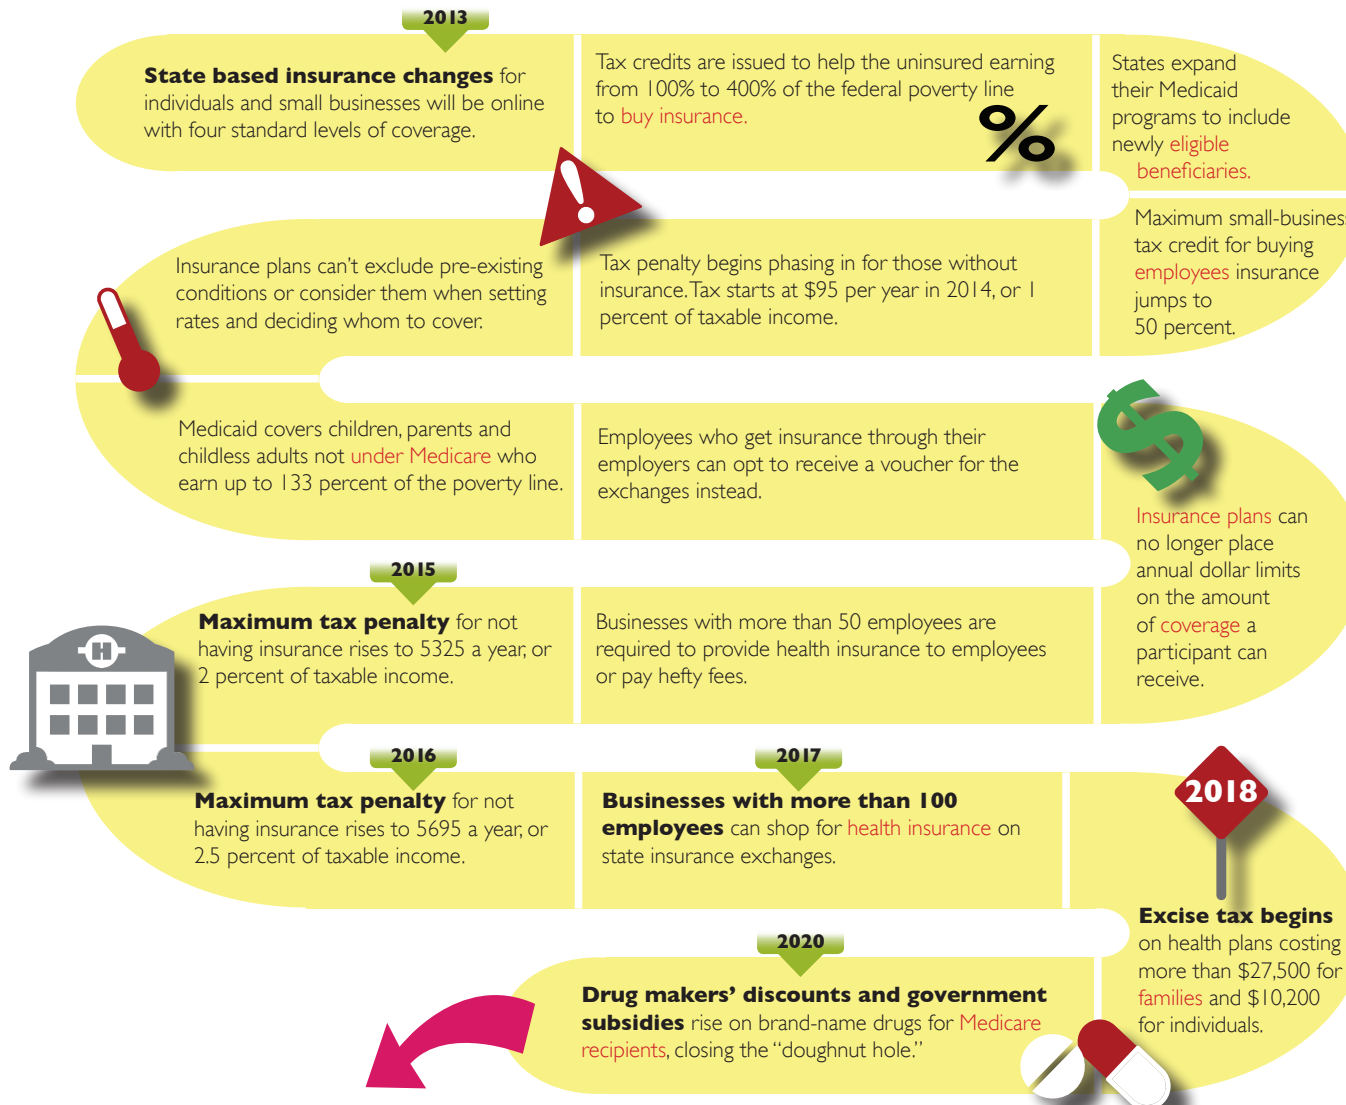 2013
State based insurance changes for
individuals and small businesses will be online
with four standard levels of coverage.
Tax credits are issued to help the uninsured earning
from 100% to 400% of the federal poverty line
to buy insurance.
%
States expand
their Medicaid
programs to include
newly eligible
beneficiaries.
Maximum small-business
tax credit for buying
employees insurance
jumps to
50 percent.
!
Tax penalty begins phasing in for those without
insurance. Tax starts at $95 per year in 2014, or 1
percent of taxable income.
Insurance plans can't exclude pre-existing
conditions or consider them when setting
rates and deciding whom to cover.
Medicaid covers children, parents and
childless adults not under Medicare who
earn up to 133 percent of the poverty line.
Employees who get insurance through their
employers can opt to receive a voucher for the
exchanges instead.
$
Insurance plans can
no longer place
annual dollar limits
on the amount
of coverage a
participant can
receive.
Businesses with more than 50 employees are
required to provide health insurance to employees
or pay hefty fees.
2015
Maximum tax penalty for not
having insurance rises to 5325 a year, or
2 percent of taxable income.
H
2016
Maximum tax penalty for not
having insurance rises to 5695 a year, or
2.5 percent of taxable income.
2017
Businesses with more than 100
employees can shop for health insurance on
state insurance exchanges.
2018
Excise tax begins
on health plans costing
more than $27,500 for
families and $10,200
for individuals.
2020
Drug makers' discounts and government
subsidies rise on brand-name drugs for Medicare
recipients, closing the "doughnut hole."